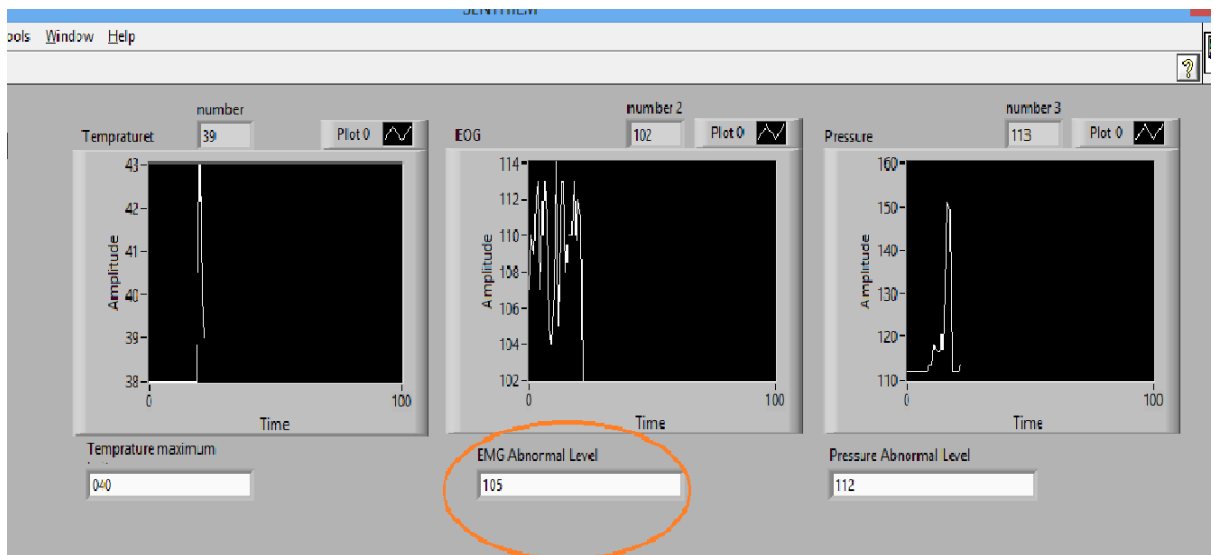 ools Window Help
?
number
number 2
number 3
Tempraturet
39
Plot 0
EOG
102
Plot 0
Pressure
113
Plot 0
43
42
41
40
39
38
Amplitude
0
100
Time
114
112
110
108
106
104
102
Amplitude
0
100
Time
160
150
140
130
120
110
Amplitude
0
100
Time
Temprature maximum
040
EMG Abnormal Level
105
Pressure Abnormal Level
112